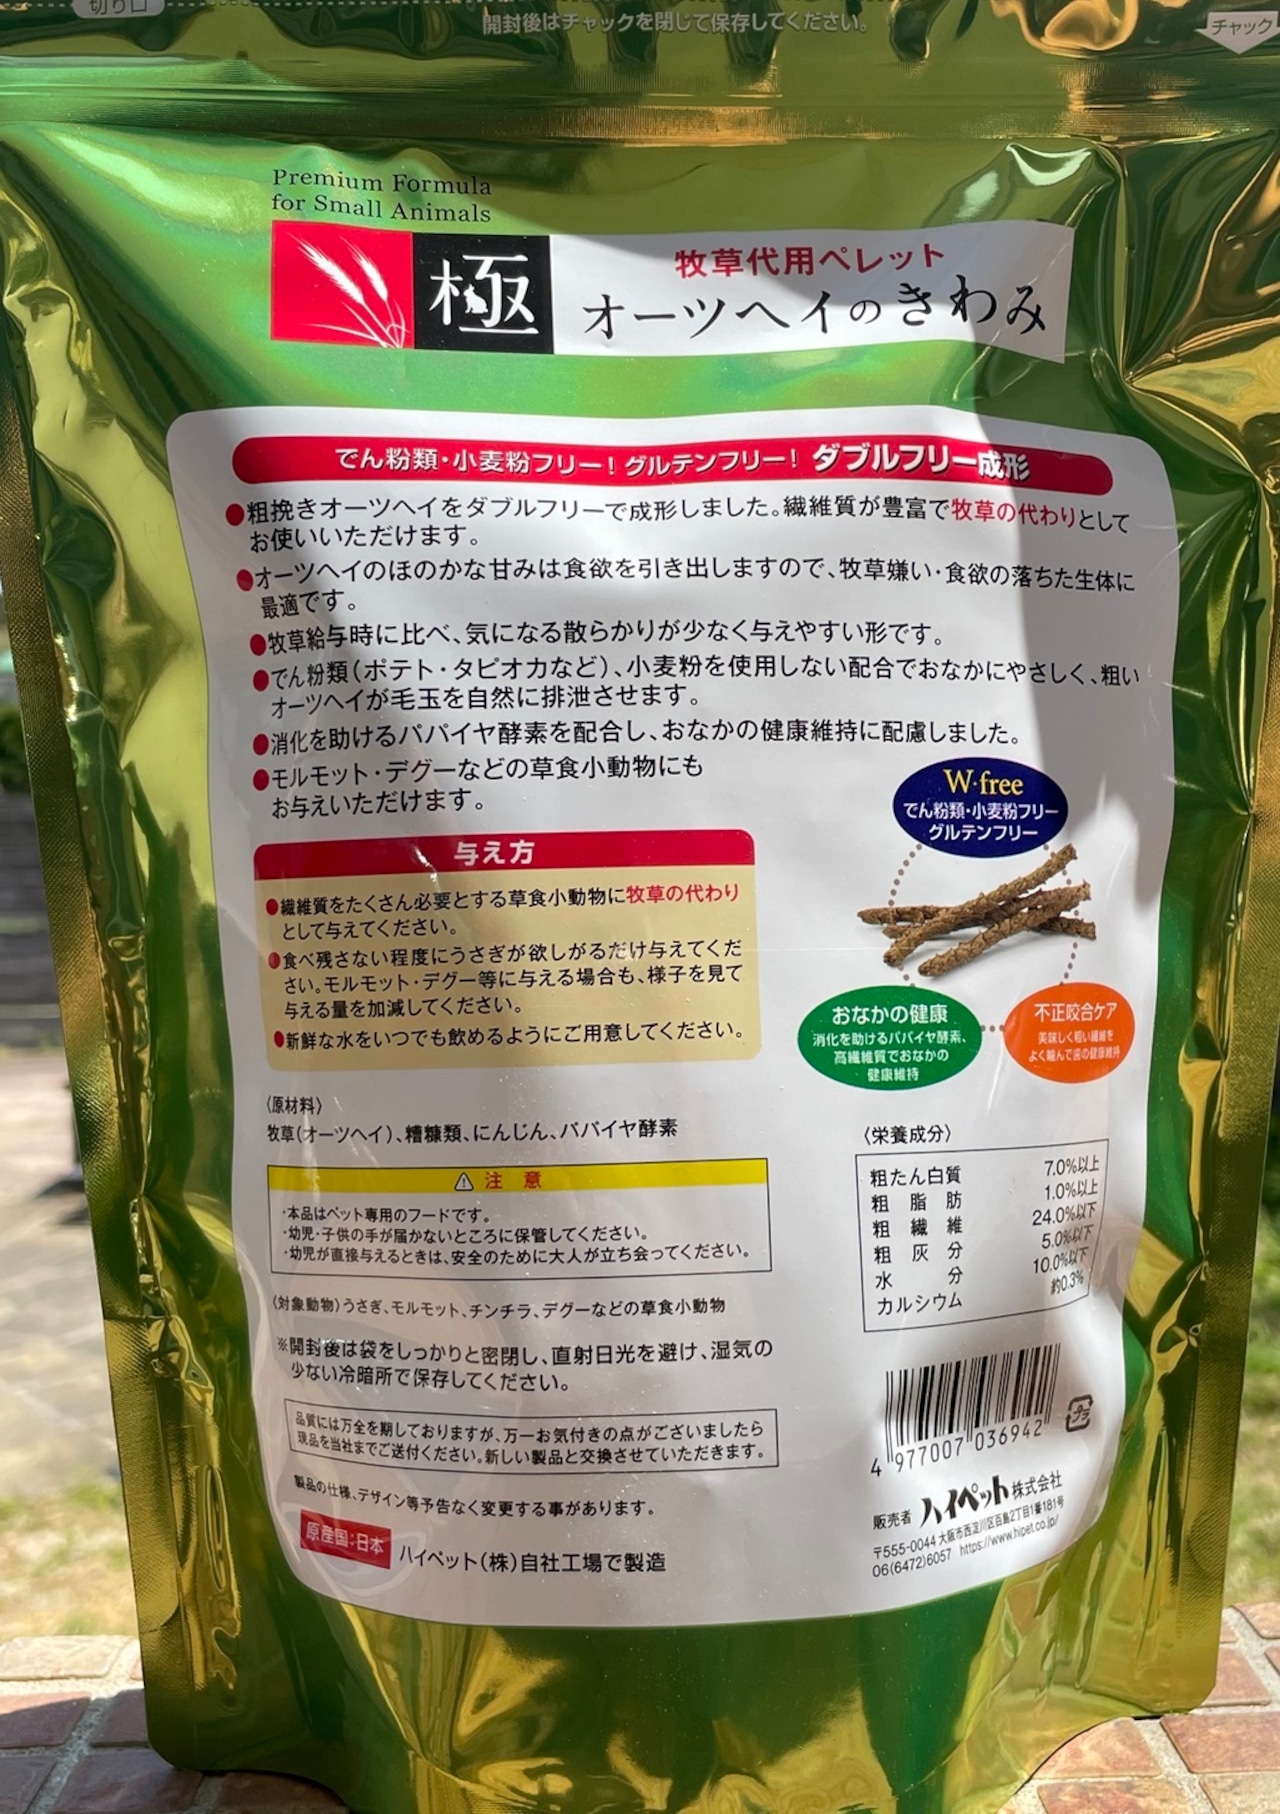 切り口
開封後はチャックを閉じて保存してください。
チャック
Premium Formula
for Small Animals
極
牧草代用ペレット
オーツヘイのきわみ
でん粉類・小麦粉フリー！グルテンフリー！ダブルフリー成形
●粗挽きオーツヘイをダブルフリーで成形しました。繊維質が豊富で牧草の代わりとして
お使いいただけます。
●オーツヘイのほのかな甘みは食欲を引き出しますので、牧草嫌い・食欲の落ちた生体に
最適です。
●牧草給与時に比べ、気になる散らかりが少なく与えやすい形です。
●でん粉類（ポテト・タピオカなど）、小麦粉を使用しない配合でおなかにやさしく、粗い
オーツヘイが毛玉を自然に排泄させます。
●消化を助けるパパイヤ酵素を配合し、おなかの健康維持に配慮しました。
●モルモット・デグーなどの草食小動物にも
お与えいただけます。
W・free
でん粉類・小麦粉フリー
グルテンフリー
与え方
●繊維質をたくさん必要とする草食小動物に牧草の代わり
として与えてください。
●食べ残さない程度にうさぎが欲しがるだけ与えてくだ
さい。モルモット・デグー等に与える場合も、様子を見て
与える量を加減してください。
●新鮮な水をいつでも飲めるようにご用意してください。
おなかの健康
消化を助けるパパイヤ酵素、
高繊維質でおなかの
健康維持
不正咬合ケア
美味しく粗い繊維を
よく噛んで歯の健康維持
〈原材料〉
牧草（オーツヘイ）、糟糠類、にんじん、パパイヤ酵素
⚠ 注 意
・本品はペット専用のフードです。
・幼児・子供の手が届かないところに保管してください。
・幼児が直接与えるときは、安全のために大人が立ち会ってください。
〈栄養成分〉
粗たん白質 7.0%以上
粗脂肪 1.0%以上
粗繊維 24.0%以下
粗灰分 5.0%以下
水分 10.0%以下
カルシウム 約0.3%
〈対象動物〉うさぎ、モルモット、チンチラ、デグーなどの草食小動物
※開封後は袋をしっかりと密閉し、直射日光を避け、湿気の
少ない冷暗所で保存してください。
品質には万全を期しておりますが、万一お気付きの点がございましたら
現品を当社までご送付ください。新しい製品と交換させていただきます。
製品の仕様、デザイン等予告なく変更する事があります。
原産国：日本
ハイペット（株）自社工場で製造
4 977007 036942
プラ
販売者 ハイペット株式会社
〒555-0044 大阪市西淀川区百島2丁目1番181号
06(6472)6057 https://www.hipet.co.jp/